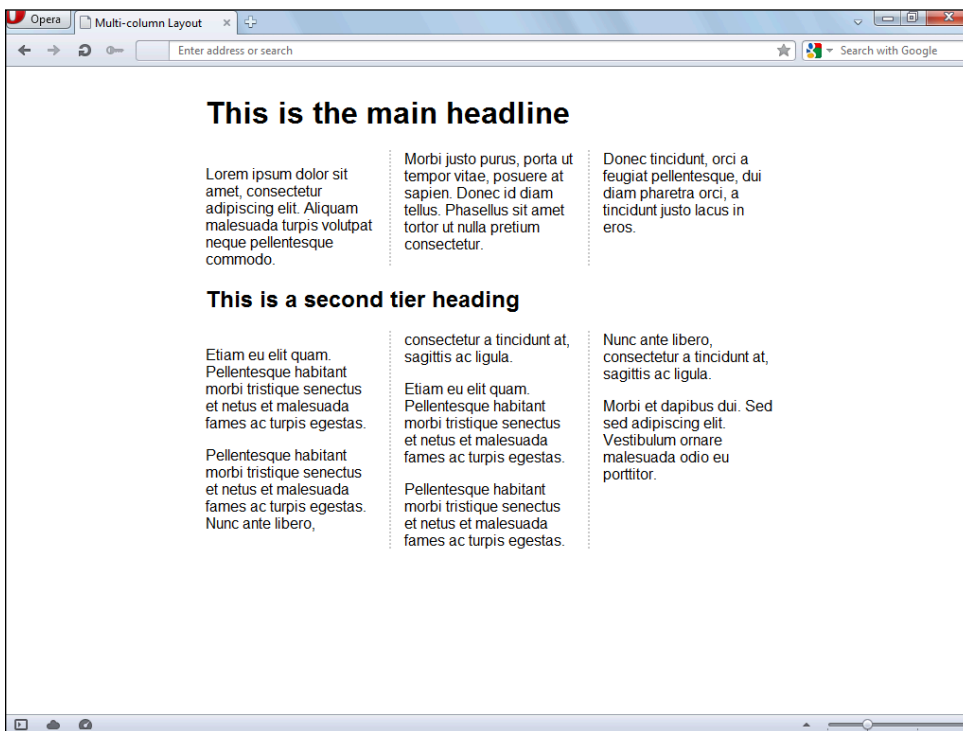 Opera
Multi-column Layout
Enter address or search
Search with Google
This is the main headline
Lorem ipsum dolor sit
amet, consectetur
adipiscing elit. Aliquam
malesuada turpis volutpat
neque pellentesque
commodo.
Morbi justo purus, porta ut
tempor vitae, posuere at
sapien. Donec id diam
tellus. Phasellus sit amet
tortor ut nulla pretium
consectetur.
Donec tincidunt, orci a
feugiat pellentesque, dui
diam pharetra orci, a
tincidunt justo lacus in
eros.
This is a second tier heading
Etiam eu elit quam.
Pellentesque habitant
morbi tristique senectus
et netus et malesuada
fames ac turpis egestas.
Pellentesque habitant
morbi tristique senectus
et netus et malesuada
fames ac turpis egestas.
Nunc ante libero,
consectetur a tincidunt at,
sagittis ac ligula.
Etiam eu elit quam.
Pellentesque habitant
morbi tristique senectus
et netus et malesuada
fames ac turpis egestas.
Pellentesque habitant
morbi tristique senectus
et netus et malesuada
fames ac turpis egestas.
Nunc ante libero,
consectetur a tincidunt at,
sagittis ac ligula.
Morbi et dapibus dui. Sed
sed adipiscing elit.
Vestibulum ornare
malesuada odio eu
porttitor.